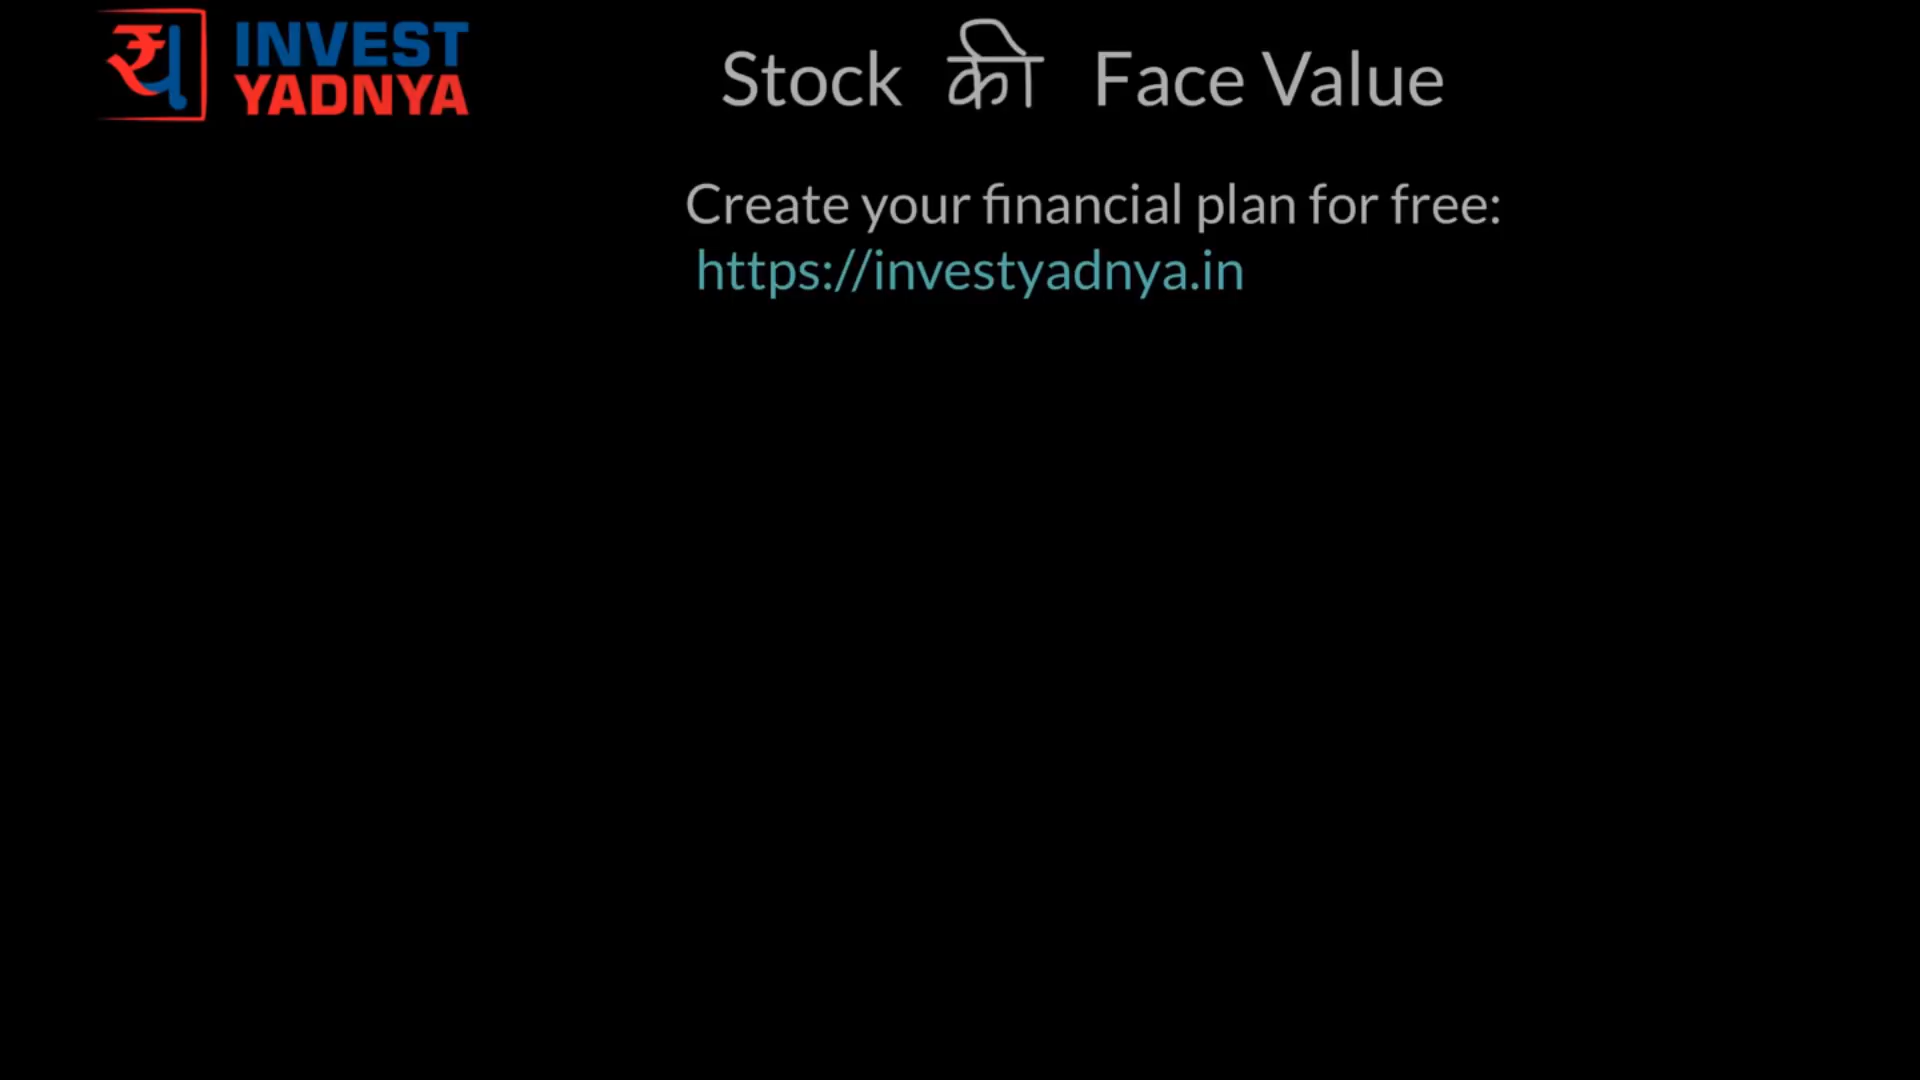 INVEST
YADNYA
Stock की Face Value
Create your financial plan for free:
https://investyadnya.in